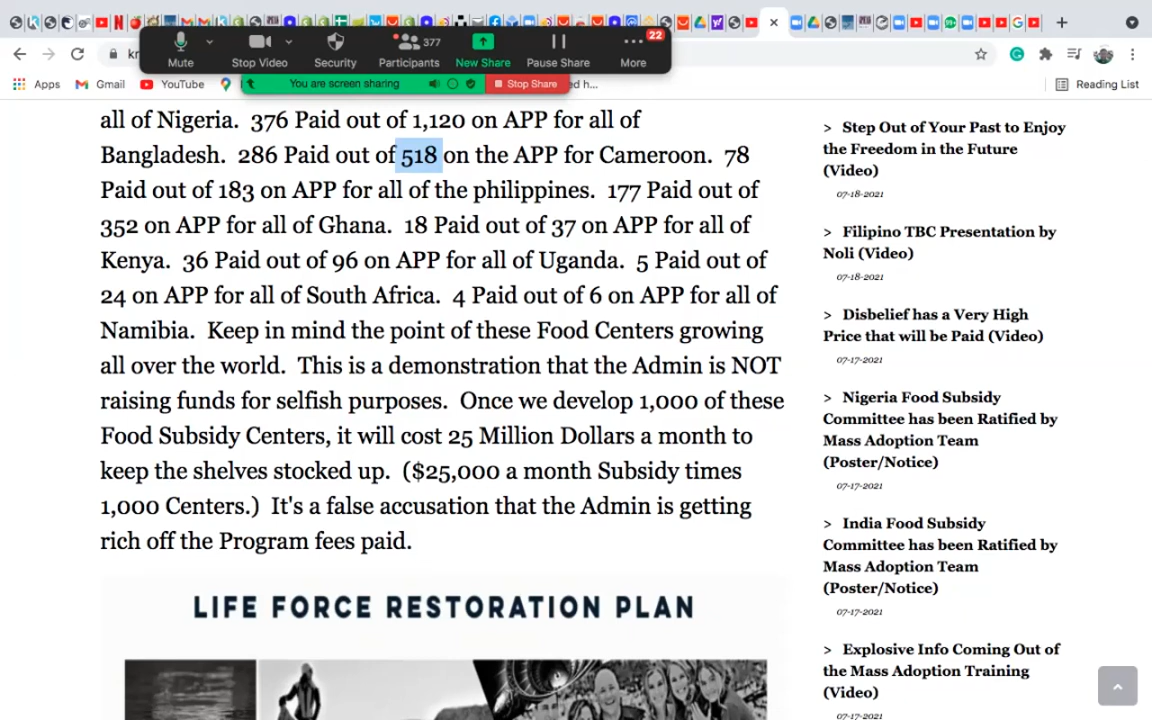 377
22
Mute
Stop Video
Security
Participants
New Share
Pause Share
More
You are screen sharing
Stop Share
Apps
Gmail
YouTube
Reading List
all of Nigeria. 376 Paid out of 1,120 on APP for all of
Bangladesh. 286 Paid out of 518 on the APP for Cameroon. 78
Paid out of 183 on APP for all of the philippines. 177 Paid out of
352 on APP for all of Ghana. 18 Paid out of 37 on APP for all of
Kenya. 36 Paid out of 96 on APP for all of Uganda. 5 Paid out of
24 on APP for all of South Africa. 4 Paid out of 6 on APP for all of
Namibia. Keep in mind the point of these Food Centers growing
all over the world. This is a demonstration that the Admin is NOT
raising funds for selfish purposes. Once we develop 1,000 of these
Food Subsidy Centers, it will cost 25 Million Dollars a month to
keep the shelves stocked up. ($25,000 a month Subsidy times
1,000 Centers.) It's a false accusation that the Admin is getting
rich off the Program fees paid.
LIFE FORCE RESTORATION PLAN
> Step Out of Your Past to Enjoy
the Freedom in the Future
(Video)
07-18-2021
> Filipino TBC Presentation by
Noli (Video)
07-18-2021
> Disbelief has a Very High
Price that will be Paid (Video)
07-17-2021
> Nigeria Food Subsidy
Committee has been Ratified by
Mass Adoption Team
(Poster/Notice)
07-17-2021
> India Food Subsidy
Committee has been Ratified by
Mass Adoption Team
(Poster/Notice)
07-17-2021
> Explosive Info Coming Out of
the Mass Adoption Training
(Video)
07-17-2021